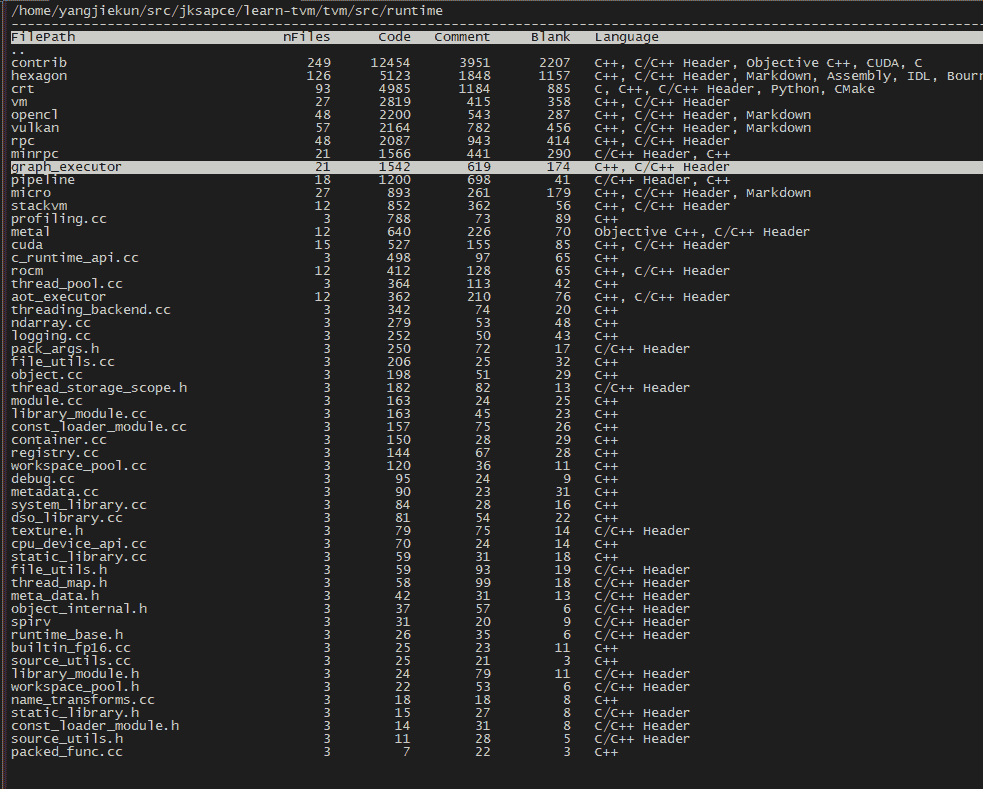 /home/yangjiekun/src/jksapce/learn-tvm/tvm/src/runtime
FilePath nFiles Code Comment Blank Language
..
contrib 249 12454 3951 2207 C++, C/C++ Header, Objective C++, CUDA, C
hexagon 126 5123 1848 1157 C++, C/C++ Header, Markdown, Assembly, IDL, Bourn
crt 93 4985 1184 885 C, C++, C/C++ Header, Python, CMake
vm 27 2819 415 358 C++, C/C++ Header
opencl 48 2200 543 287 C++, C/C++ Header, Markdown
vulkan 57 2164 782 456 C++, C/C++ Header, Markdown
rpc 48 2087 943 414 C++, C/C++ Header
minrpc 21 1566 441 290 C/C++ Header, C++
graph_executor 21 1542 619 174 C++, C/C++ Header
pipeline 18 1200 698 41 C/C++ Header, C++
micro 27 893 261 179 C++, C/C++ Header, Markdown
stackvm 12 852 362 56 C++, C/C++ Header
profiling.cc 3 788 73 89 C++
metal 12 640 226 70 Objective C++, C/C++ Header
cuda 15 527 155 85 C++, C/C++ Header
c_runtime_api.cc 3 498 97 65 C++
rocm 12 412 128 65 C++, C/C++ Header
thread_pool.cc 3 364 113 42 C++
aot_executor 12 362 210 76 C++, C/C++ Header
threading_backend.cc 3 342 74 20 C++
ndarray.cc 3 279 53 48 C++
logging.cc 3 252 50 43 C++
pack_args.h 3 250 72 17 C/C++ Header
file_utils.cc 3 206 25 32 C++
object.cc 3 198 51 29 C++
thread_storage_scope.h 3 182 82 13 C/C++ Header
module.cc 3 163 24 25 C++
library_module.cc 3 163 45 23 C++
const_loader_module.cc 3 157 75 26 C++
container.cc 3 150 28 29 C++
registry.cc 3 144 67 28 C++
workspace_pool.cc 3 120 36 11 C++
debug.cc 3 95 24 9 C++
metadata.cc 3 90 23 31 C++
system_library.cc 3 84 28 16 C++
dso_library.cc 3 81 54 22 C++
texture.h 3 79 75 14 C/C++ Header
cpu_device_api.cc 3 70 24 14 C++
static_library.cc 3 59 31 18 C++
file_utils.h 3 59 93 19 C/C++ Header
thread_map.h 3 58 99 18 C/C++ Header
meta_data.h 3 42 31 13 C/C++ Header
object_internal.h 3 37 57 6 C/C++ Header
spirv 3 31 20 9 C/C++ Header
runtime_base.h 3 26 35 6 C/C++ Header
builtin_fp16.cc 3 25 23 11 C++
source_utils.cc 3 25 21 3 C++
library_module.h 3 24 79 11 C/C++ Header
workspace_pool.h 3 22 53 6 C/C++ Header
name_transforms.cc 3 18 18 8 C++
static_library.h 3 15 27 8 C/C++ Header
const_loader_module.h 3 14 31 8 C/C++ Header
source_utils.h 3 11 28 5 C/C++ Header
packed_func.cc 3 7 22 3 C++